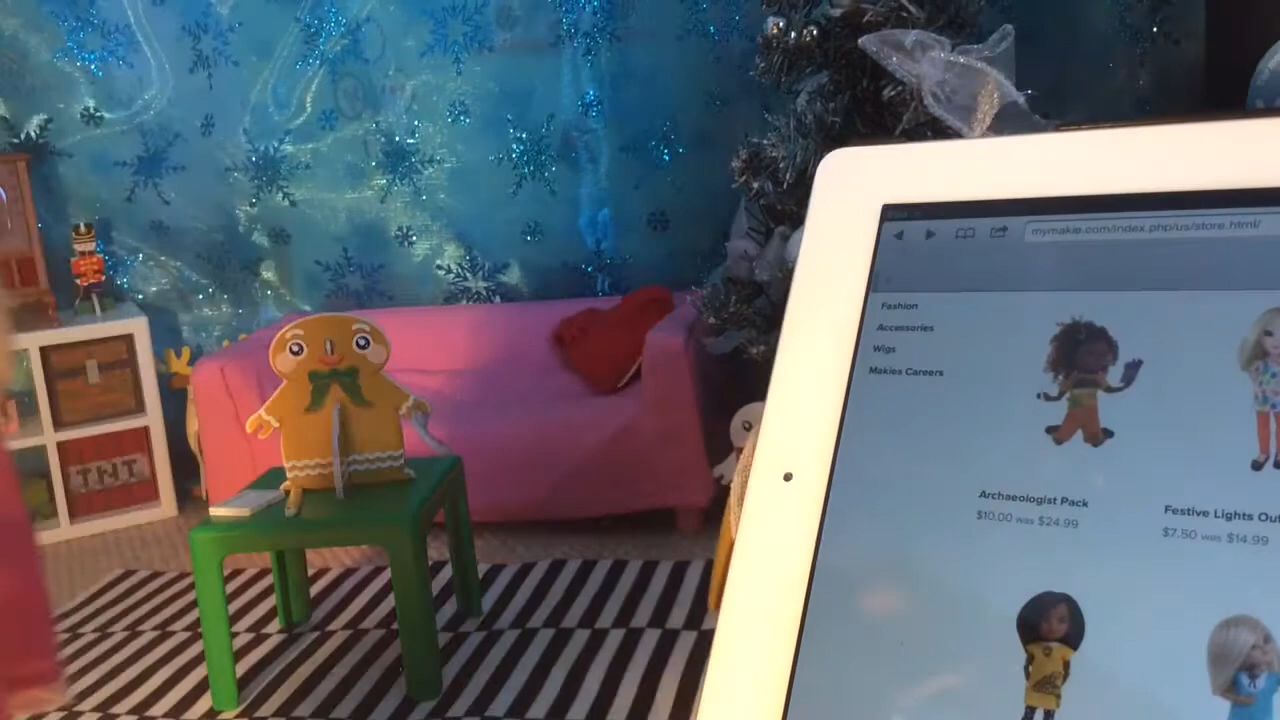 TNT
mymakie.com/index.php/us/store.html/
Fashion
Accessories
Wigs
Makies Careers
Archaeologist Pack
$10.00 was $24.99
Festive Lights Ou
$7.50 was $14.99